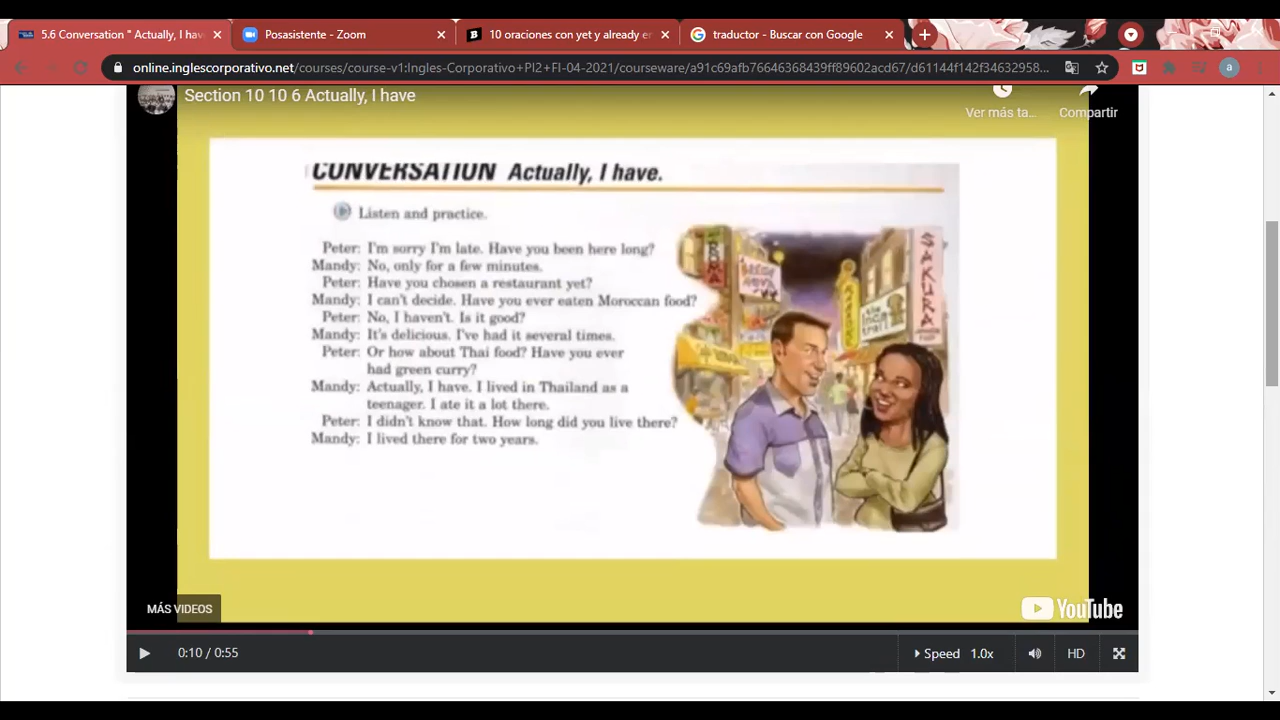 5.6 Conversation " Actually, I hav
Posasistente - Zoom
10 oraciones con yet y already en
traductor - Buscar con Google
online.inglescorporativo.net/courses/course-v1:Ingles-Corporativo+PI2+FI-04-2021/courseware/a91c69afb76646368439ff89602acd67/d61144f142f34632958...
a
Section 10 10 6 Actually, I have
Ver más ta...
Compartir
CONVERSATION Actually, I have.
Listen and practice.
Peter: I'm sorry I'm late. Have you been here long?
Mandy: No, only for a few minutes.
Peter: Have you chosen a restaurant yet?
Mandy: I can't decide. Have you ever eaten Moroccan food?
Peter: No, I haven't. Is it good?
Mandy: It's delicious. I've had it several times.
Peter: Or how about Thai food? Have you ever
had green curry?
Mandy: Actually, I have. I lived in Thailand as a
teenager. I ate it a lot there.
Peter: I didn't know that. How long did you live there?
Mandy: I lived there for two years.
SAKURA
MÁS VIDEOS
YouTube
0:10 / 0:55
Speed 1.0x
HD